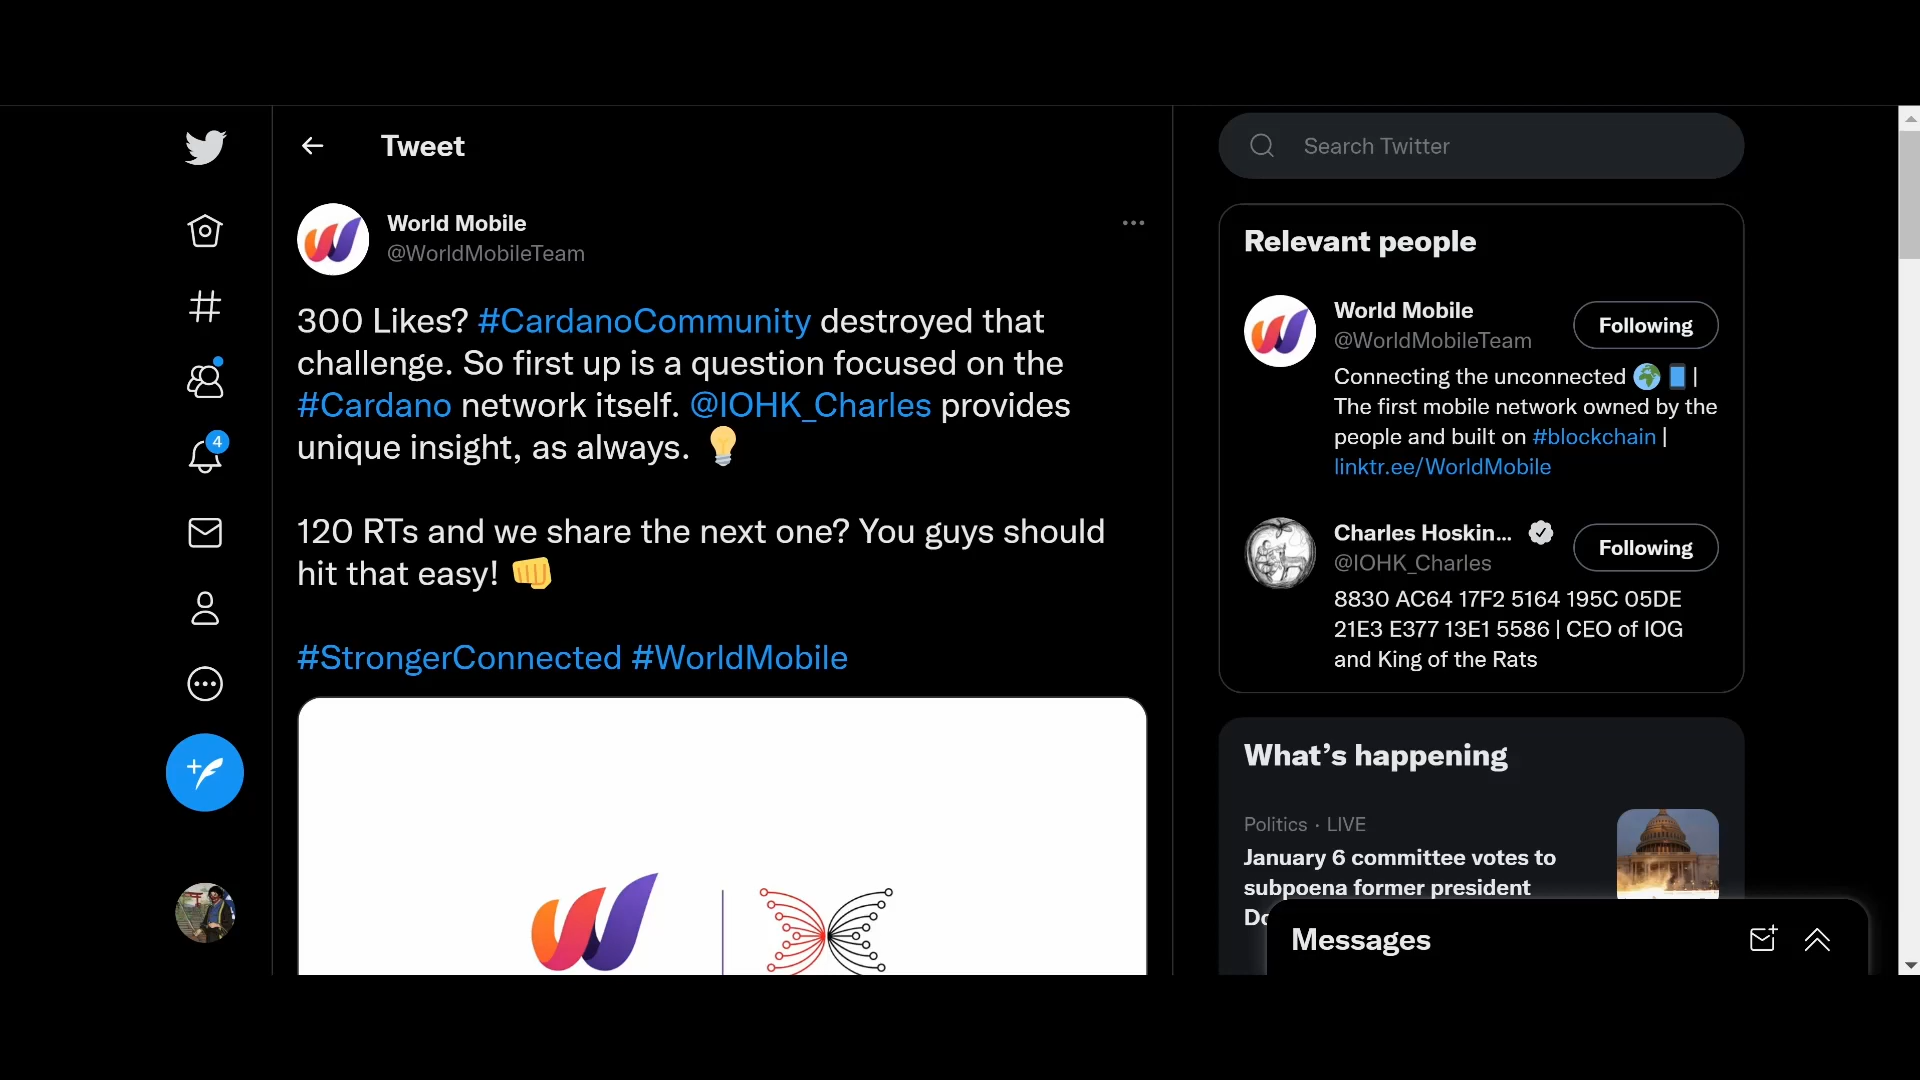 Tweet
World Mobile
@WorldMobileTeam
300 Likes? #CardanoCommunity destroyed that
challenge. So first up is a question focused on the
#Cardano network itself. @IOHK_Charles provides
unique insight, as always. 💡
120 RTs and we share the next one? You guys should
hit that easy! 👊
#StrongerConnected #WorldMobile
4
Search Twitter
Relevant people
World Mobile
@WorldMobileTeam
Following
Connecting the unconnected 🌍📱|
The first mobile network owned by the
people and built on #blockchain |
linktr.ee/WorldMobile
Charles Hoskin...
@IOHK_Charles
Following
8830 AC64 17F2 5164 195C 05DE
21E3 E377 13E1 5586 | CEO of IOG
and King of the Rats
What’s happening
Politics · LIVE
January 6 committee votes to
subpoena former president
Messages